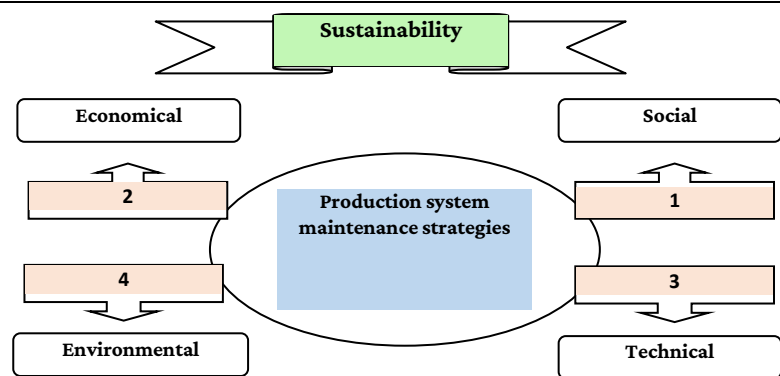 Sustainability
Economical
Social
2
Production system
maintenance strategies
1
4
3
Environmental
Technical